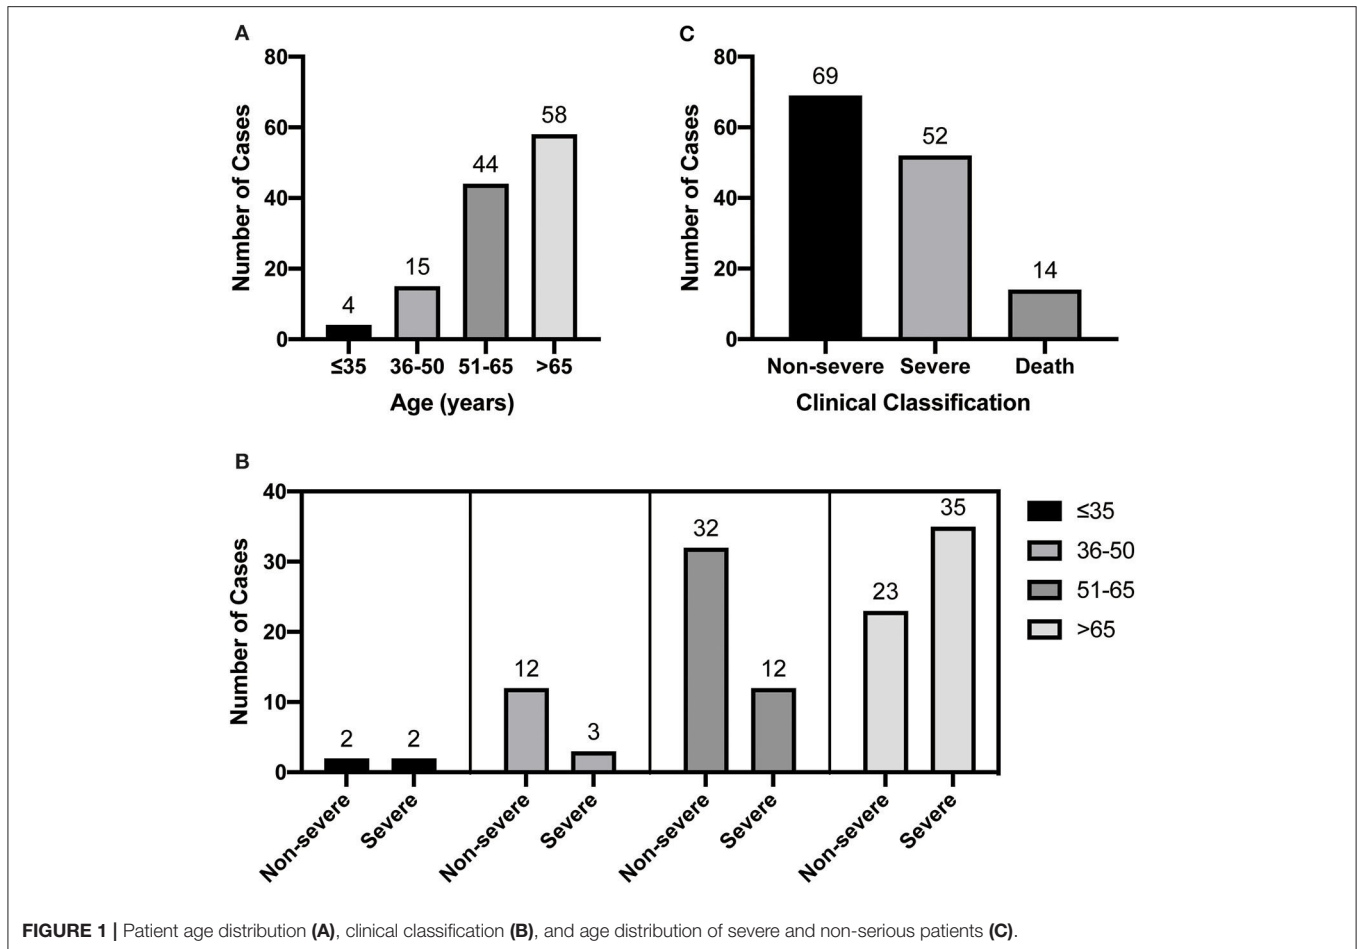 A
80
60
40
20
0
Number of Cases
4
15
44
58
≤35 36-50 51-65 >65
Age (years)
C
80
60
40
20
0
Number of Cases
69
52
14
Non-severe Severe Death
Clinical Classification
B
40
30
20
10
0
Number of Cases
2
2
12
3
32
12
23
35
Non-severe
Severe
Non-severe
Severe
Non-severe
Severe
Non-severe
Severe
≤35
36-50
51-65
>65
FIGURE 1 | Patient age distribution (A), clinical classification (B), and age distribution of severe and non-serious patients (C).